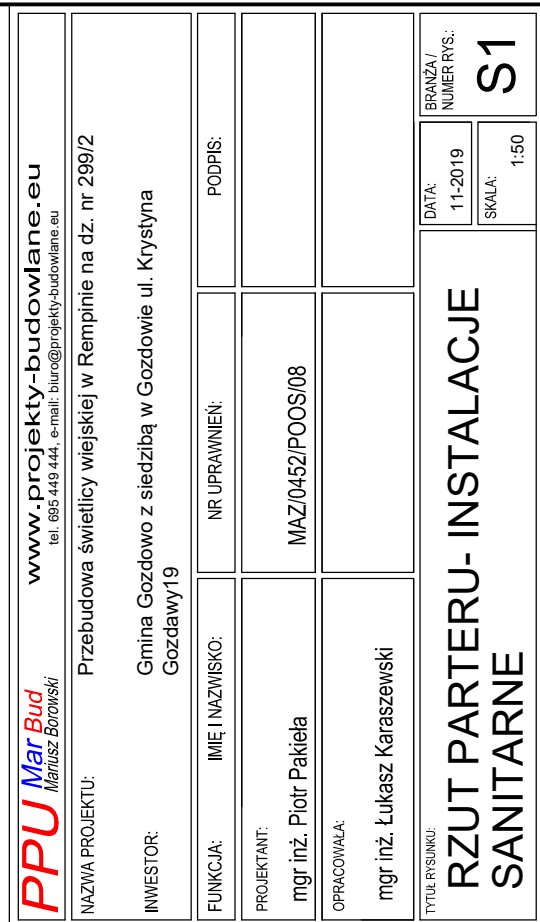 PPU Mar Bud
Mariusz Borowski
www.projekty-budowlane.eu
tel. 695 449 444, e-mail: biuro@projekty-budowlane.eu
NAZWA PROJEKTU:
Przebudowa świetlicy wiejskiej w Rempinie na dz. nr 299/2
INWESTOR:
Gmina Gozdowo z siedzibą w Gozdowie ul. Krystyna
Gozdawy19
FUNKCJA:
IMIĘ I NAZWISKO:
NR UPRAWNIEŃ:
PODPIS:
PROJEKTANT:
mgr inż. Piotr Pakieła
MAZ/0452/POOS/08
OPRACOWAŁA:
mgr inż. Łukasz Karaszewski
TYTUŁ RYSUNKU:
RZUT PARTERU- INSTALACJE
SANITARNE
DATA:
11-2019
SKALA:
1:50
BRANŻA /
NUMER RYS.:
S1